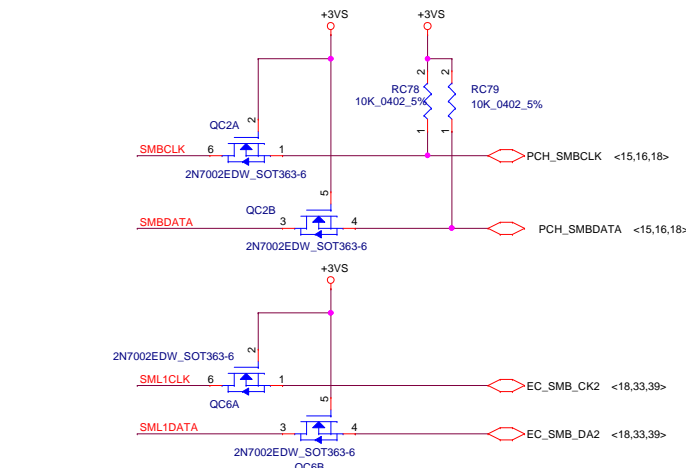 +3VS +3VS
2 2
RC78 RC79
10K_0402_5% 10K_0402_5%
QC2A 2
1 1
SMBCLK 6 1 PCH_SMBCLK <15,16,18>
2N7002EDW_SOT363-6
5
QC2B
SMBDATA 3 4 PCH_SMBDATA <15,16,18>
2N7002EDW_SOT363-6
+3VS
2N7002EDW_SOT363-6 2
SML1CLK 6 1 EC_SMB_CK2 <18,33,39>
QC6A 5
SML1DATA 3 4 EC_SMB_DA2 <18,33,39>
2N7002EDW_SOT363-6
QC6B